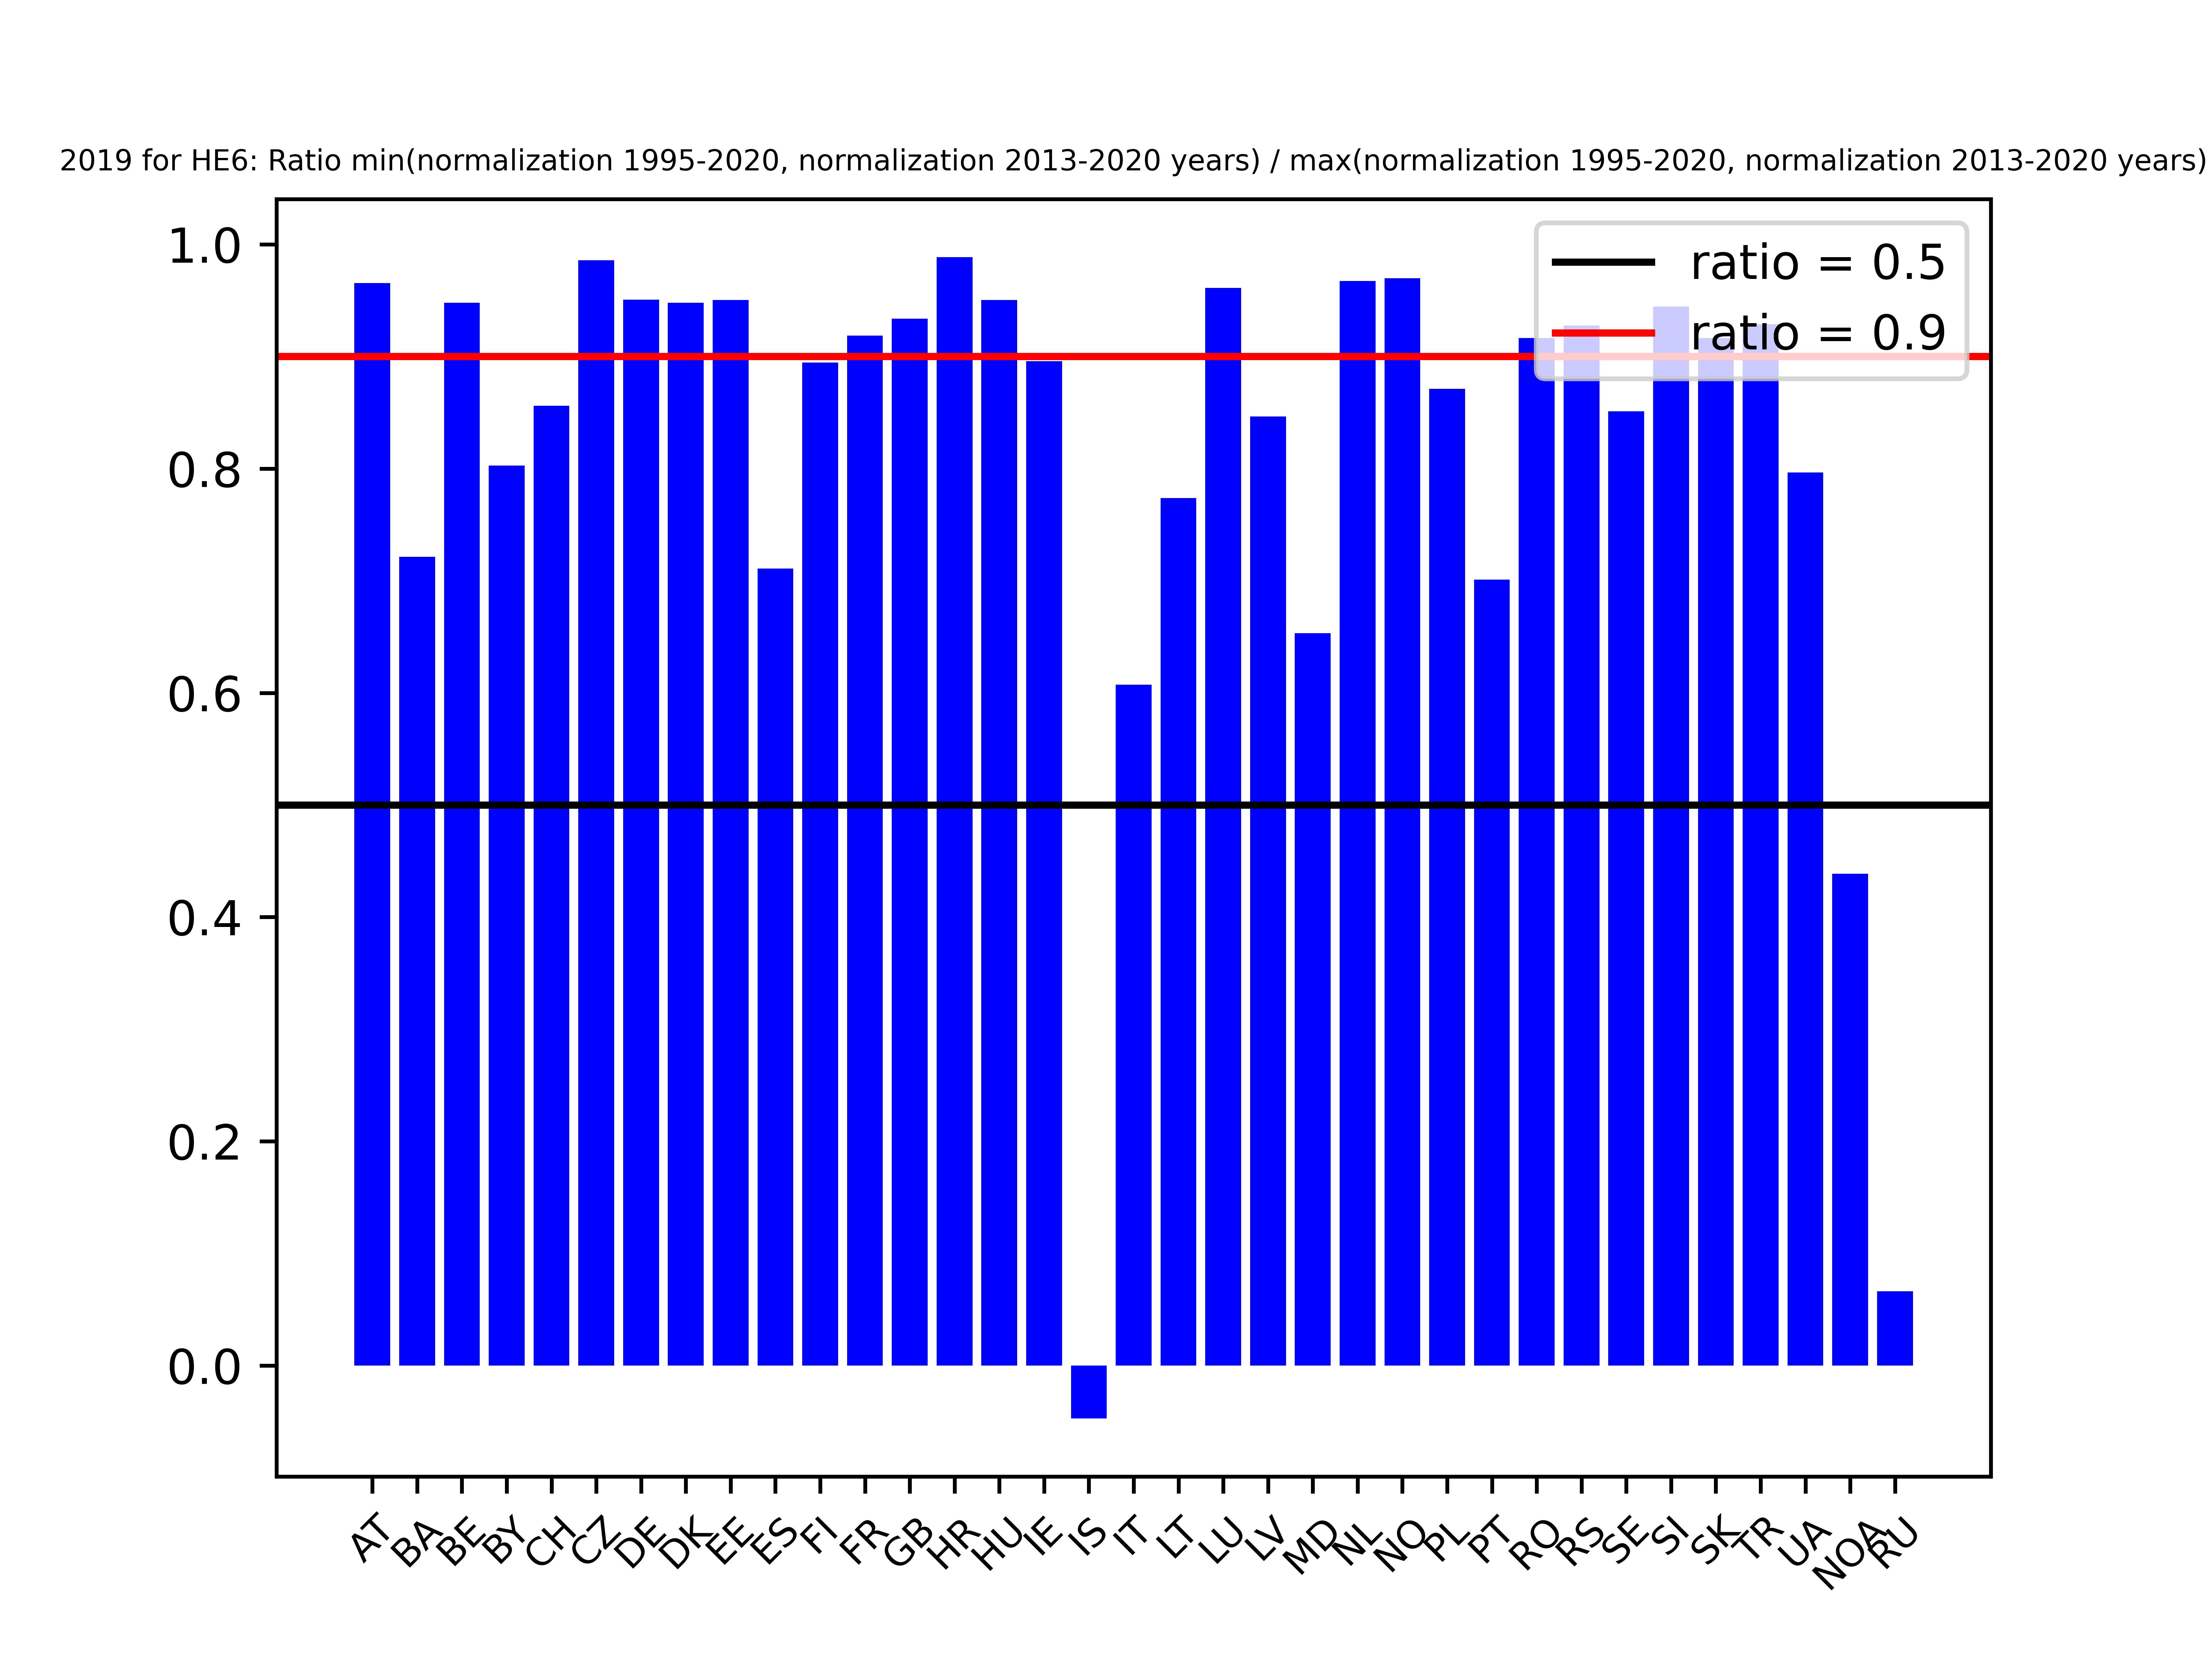 2019 for HE6: Ratio min(normalization 1995-2020, normalization 2013-2020 years) / max(normalization 1995-2020, normalization 2013-2020 years)
ratio = 0.5
ratio = 0.9
1.0
0.8
0.6
0.4
0.2
0.0
AT BA BE BY CH CZ DE DK EE ES FI FR GB HR HU IE IS IT LT LU LV MD NL NO PL PT RO RS SE SI SK TR UA NOA RU